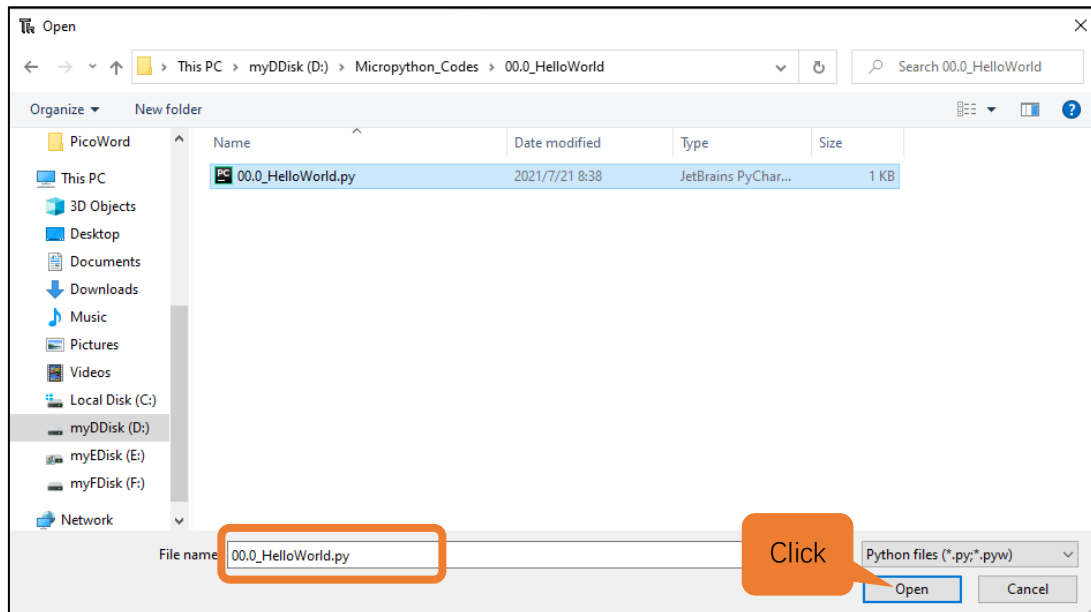 Open
This PC > myDDisk (D:) > Micropython_Codes > 00.0_HelloWorld
Search 00.0_HelloWorld
Organize
New folder
PicoWord
This PC
3D Objects
Desktop
Documents
Downloads
Music
Pictures
Videos
Local Disk (C:)
myDDisk (D:)
myEDisk (E:)
myFDisk (F:)
Network
Name Date modified Type Size
00.0_HelloWorld.py 2021/7/21 8:38 JetBrains PyChar... 1 KB
File name 00.0_HelloWorld.py
Click
Python files (*.py;*.pyw)
Open Cancel